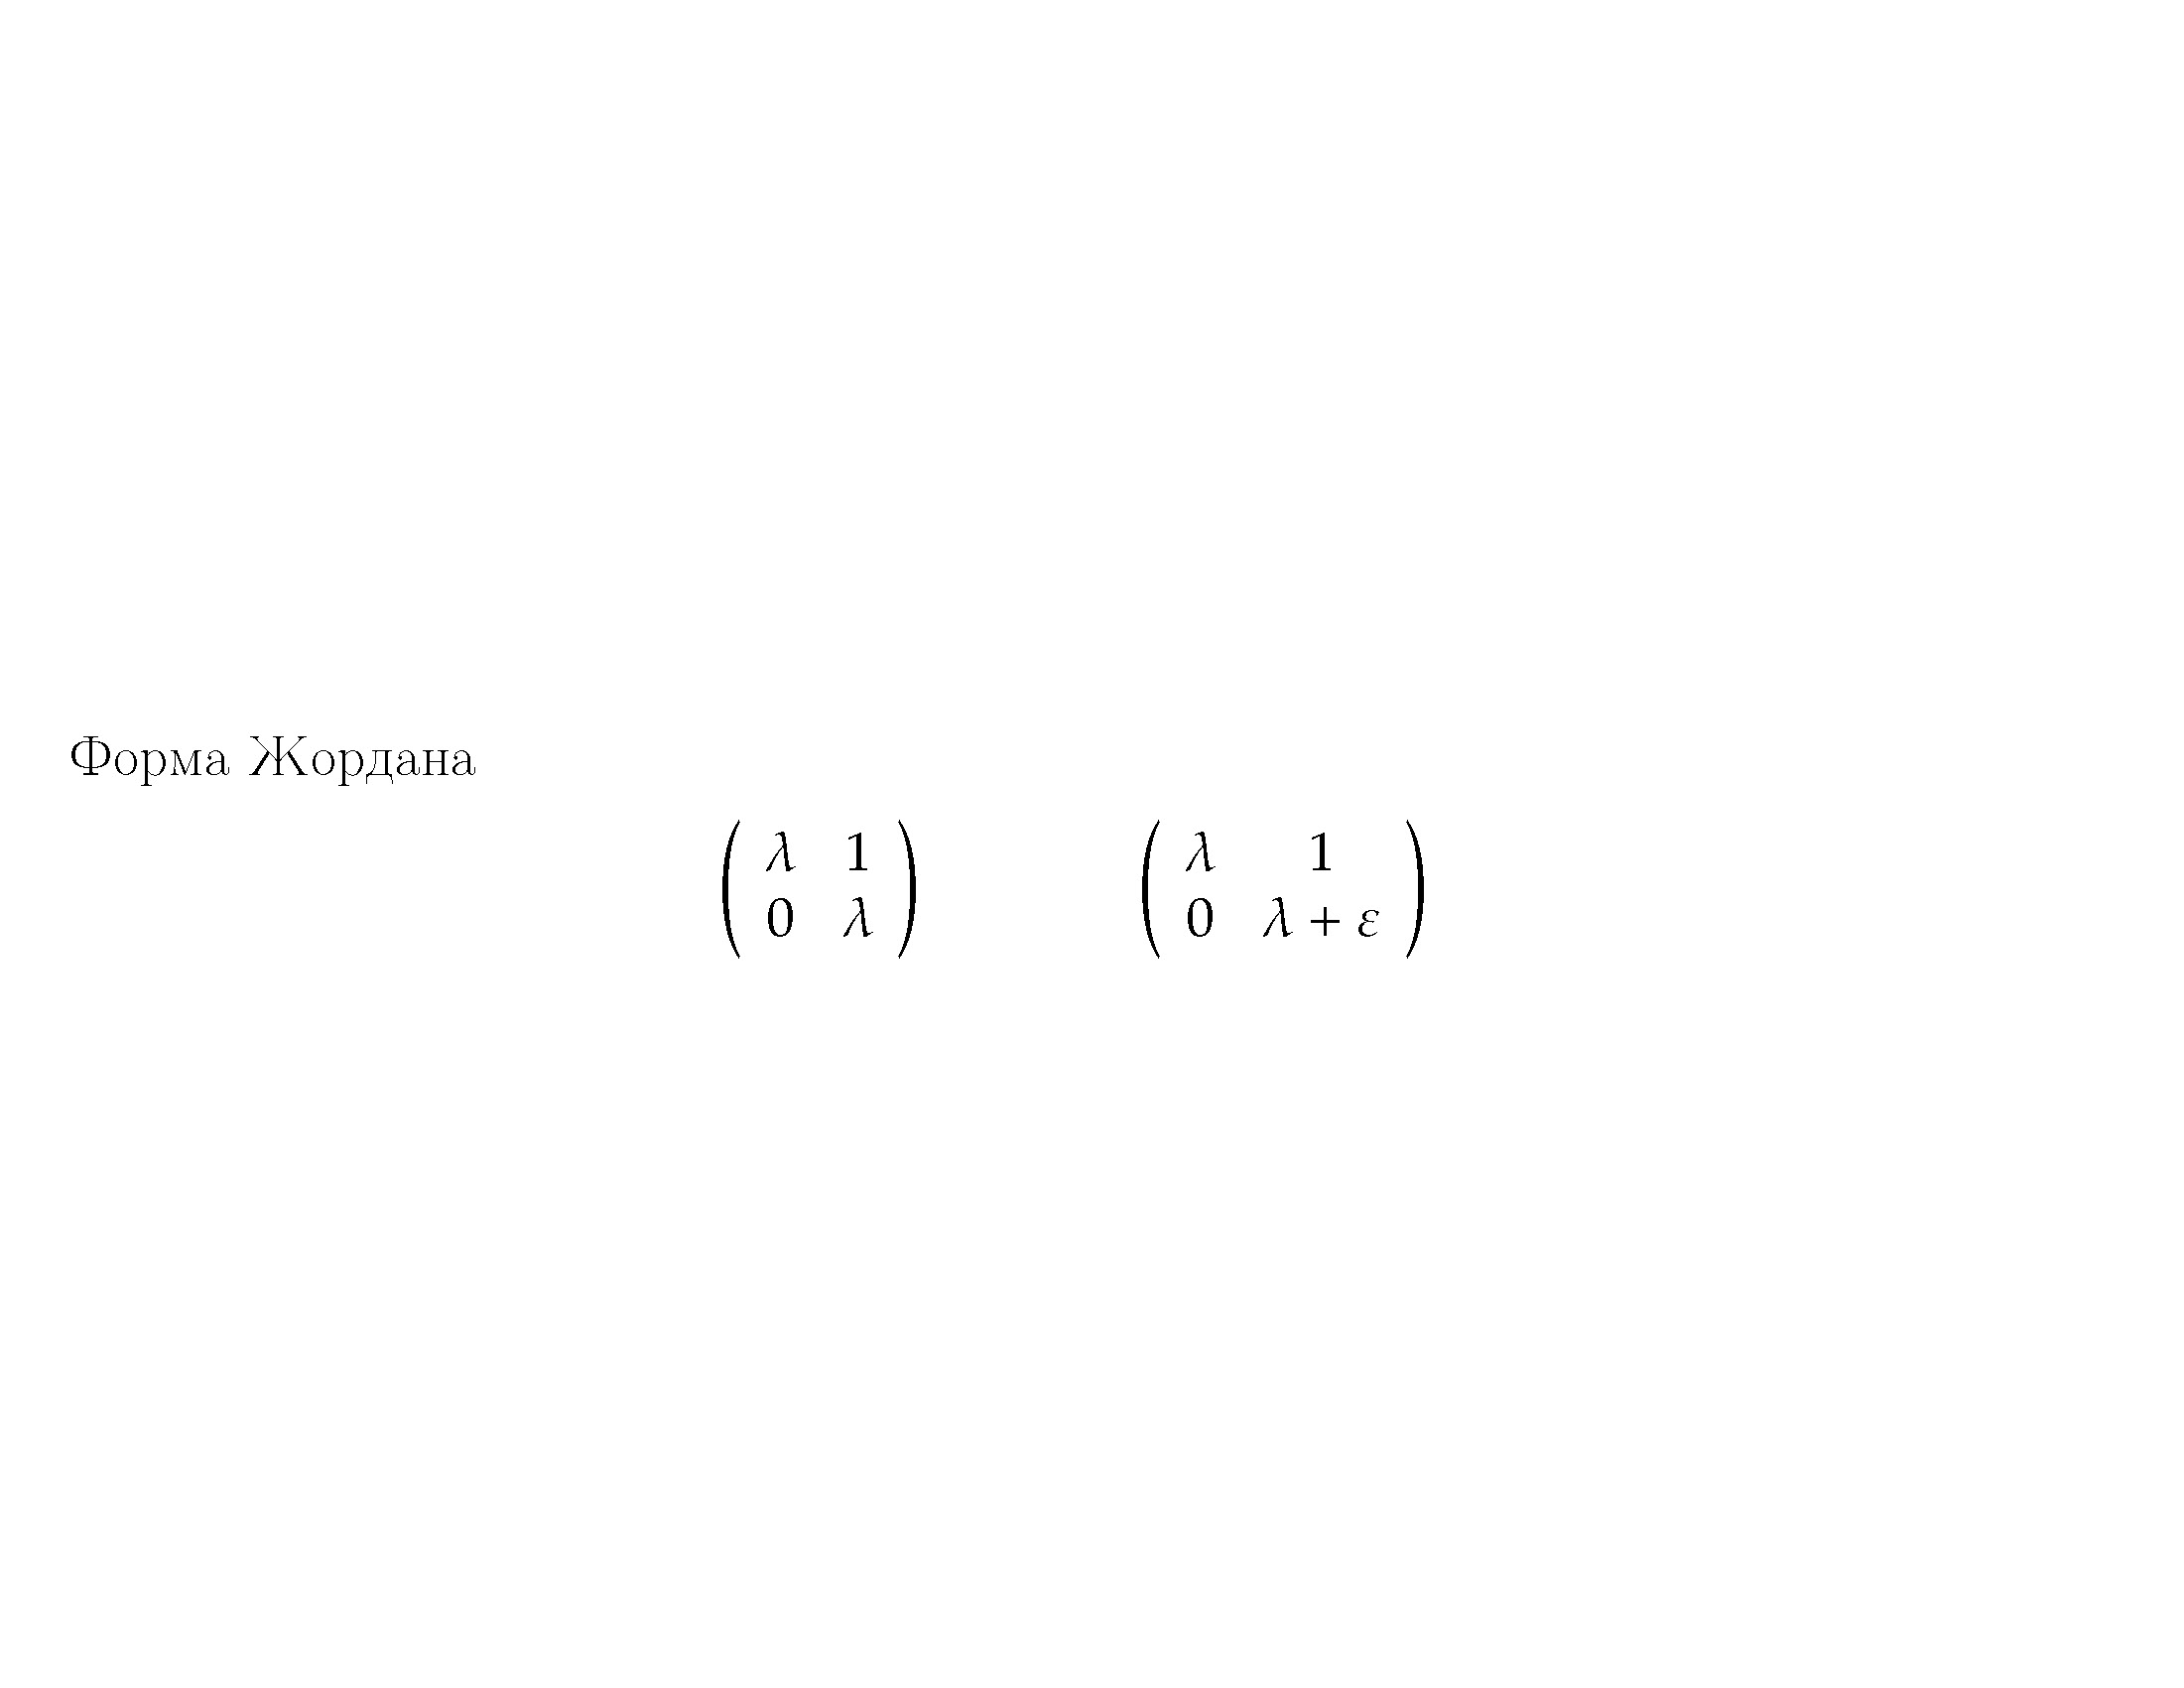 Форма Жордана
( λ 1 ) ( λ 1 )
( 0 λ ) ( 0 λ + ε )